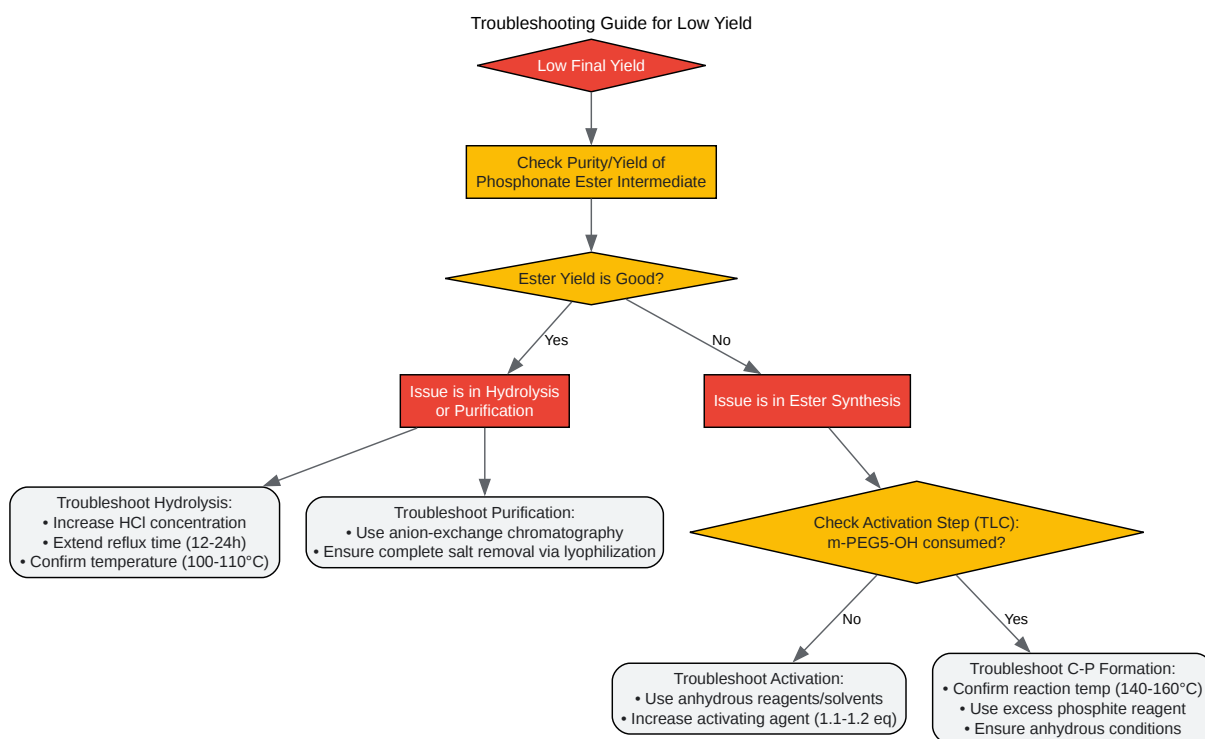 Troubleshooting Guide for Low Yield
Low Final Yield
Check Purity/Yield of
Phosphonate Ester Intermediate
Ester Yield is Good?
Yes
No
Issue is in Hydrolysis
or Purification
Issue is in Ester Synthesis
Troubleshoot Hydrolysis:
• Increase HCl concentration
• Extend reflux time (12-24h)
• Confirm temperature (100-110°C)
Troubleshoot Purification:
• Use anion-exchange chromatography
• Ensure complete salt removal via lyophilization
Check Activation Step (TLC):
m-PEG5-OH consumed?
No
Yes
Troubleshoot Activation:
• Use anhydrous reagents/solvents
• Increase activating agent (1.1-1.2 eq)
Troubleshoot C-P Formation:
• Confirm reaction temp (140-160°C)
• Use excess phosphite reagent
• Ensure anhydrous conditions